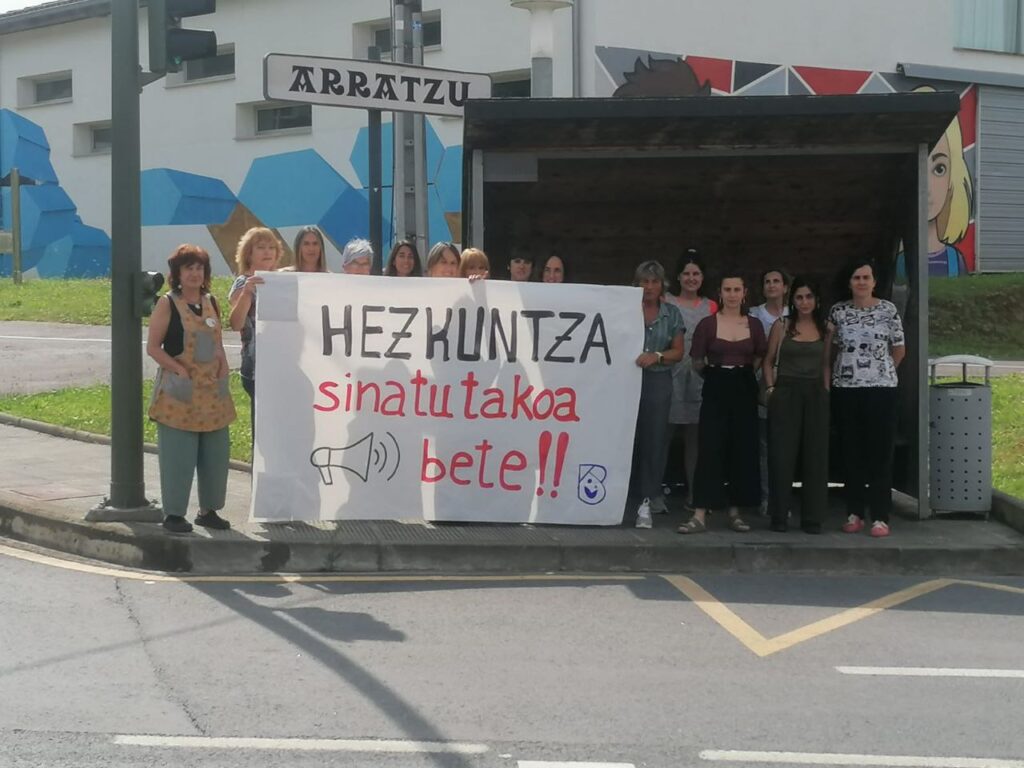 ARRATZU
HEZKUNTZA
sinatutakoa
bete!!